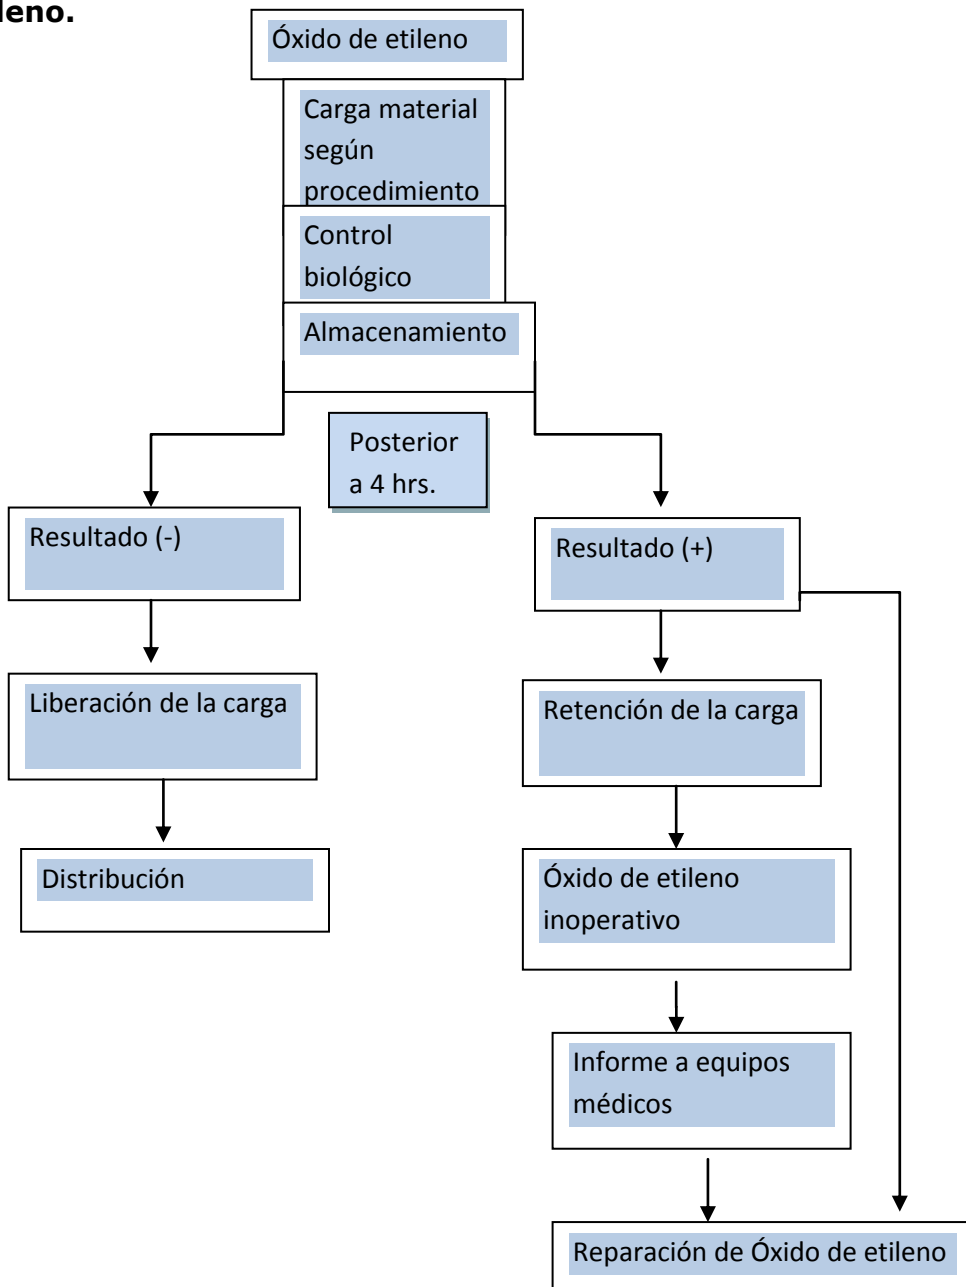 leno.
Óxido de etileno
Carga material
según
procedimiento
Control
biológico
Almacenamiento
Posterior
a 4 hrs.
Resultado (-)
Resultado (+)
Liberación de la carga
Retención de la carga
Distribución
Óxido de etileno
inoperativo
Informe a equipos
médicos
Reparación de Óxido de etileno